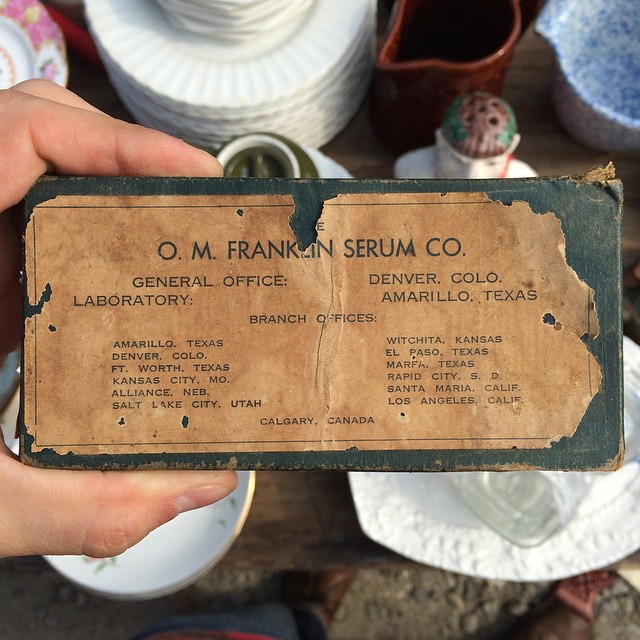 E
O. M. FRANKLIN SERUM CO.
GENERAL OFFICE: DENVER, COLO.
LABORATORY: AMARILLO, TEXAS
BRANCH OFFICES:
AMARILLO, TEXAS
DENVER, COLO.
FT. WORTH, TEXAS
KANSAS CITY, MO.
ALLIANCE, NEB.
SALT LAKE CITY, UTAH
WITCHITA, KANSAS
EL PASO, TEXAS
MARFA, TEXAS
RAPID CITY, S. D.
SANTA MARIA, CALIF.
LOS ANGELES, CALIF.
CALGARY, CANADA